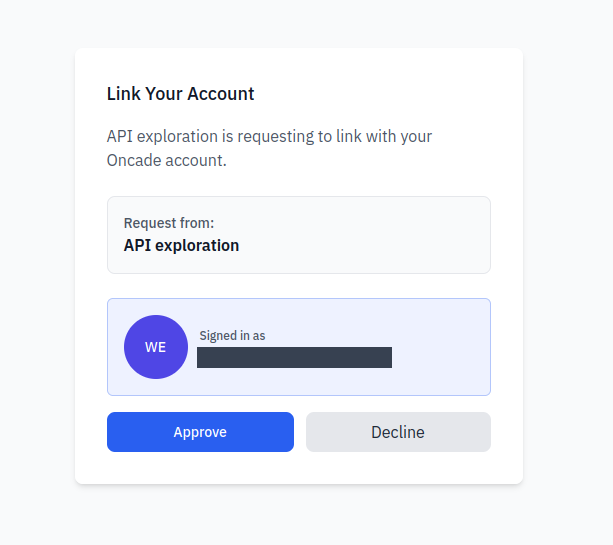 Link Your Account
API exploration is requesting to link with your
Oncade account.
Request from:
API exploration
WE
Signed in as
Approve
Decline